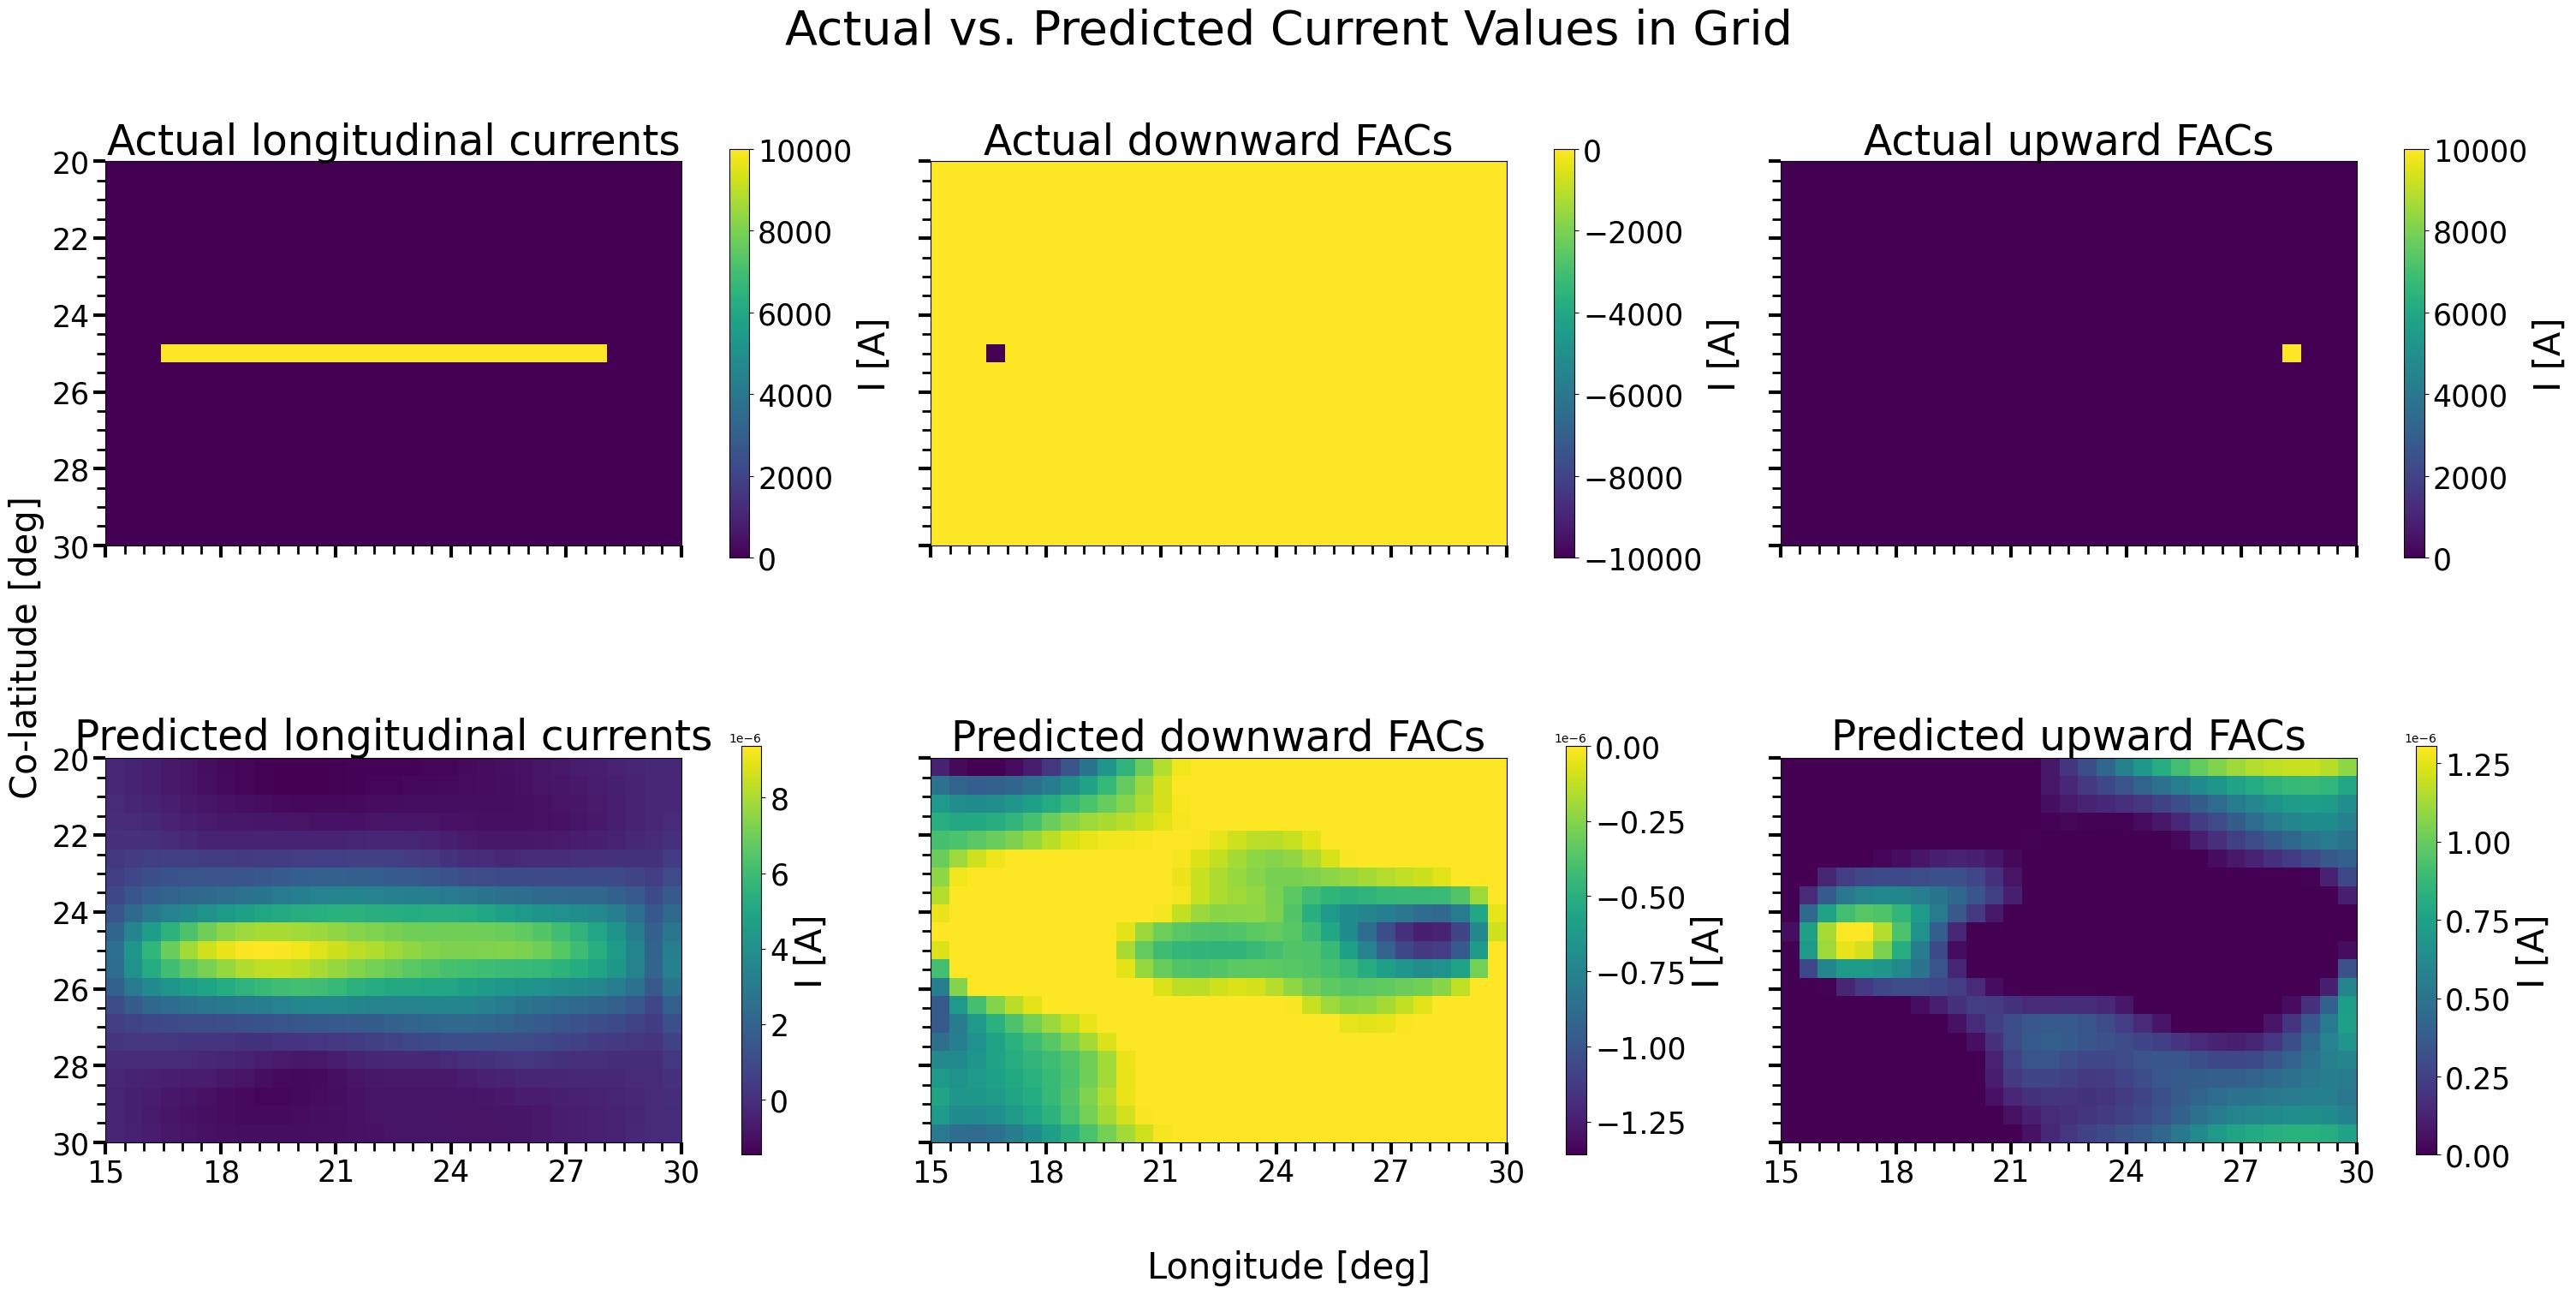 Actual vs. Predicted Current Values in Grid
Actual longitudinal currents
20
22
24
26
28
30
10000
8000
6000
4000
2000
0
I [A]
Actual downward FACs
0
−2000
−4000
−6000
−8000
−10000
I [A]
Actual upward FACs
10000
8000
6000
4000
2000
0
I [A]
Co-latitude [deg]
Predicted longitudinal currents
20
22
24
26
28
30
15 18 21 24 27 30
1e−6
8
6
4
2
0
I [A]
Predicted downward FACs
15 18 21 24 27 30
1e−6
0.00
−0.25
−0.50
−0.75
−1.00
−1.25
I [A]
Predicted upward FACs
15 18 21 24 27 30
1e−6
1.25
1.00
0.75
0.50
0.25
0.00
I [A]
Longitude [deg]